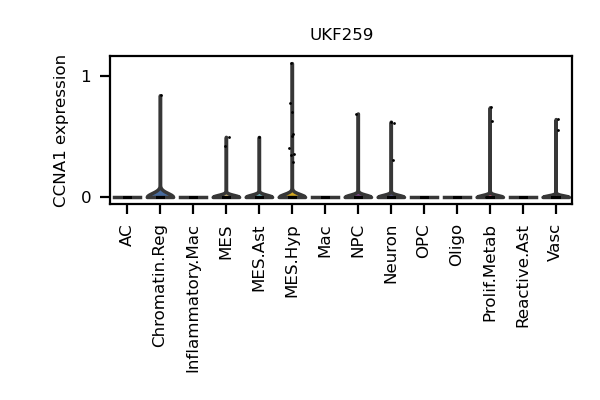 UKF259
CCNA1 expression
1
0
AC
Chromatin.Reg
Inflammatory.Mac
MES
MES.Ast
MES.Hyp
Mac
NPC
Neuron
OPC
Oligo
Prolif.Metab
Reactive.Ast
Vasc